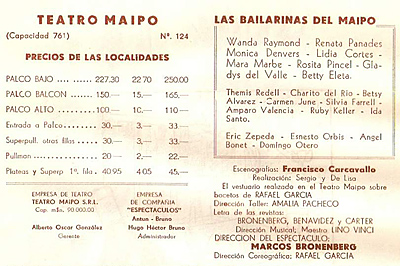 TEATRO MAIPO
(Capacidad 761) Nº. 124
PRECIOS DE LAS LOCALIDADES
PALCO BAJO ... ....... 227.30 22.70 250.00
PALCO BALCON ....... 150.— 15.— 165.—
PALCO ALTO ......... 100.— 10.— 110—
Entrada a Palco ........ 30,— 3,— 33.—
Superpull. otras filas ..... 30.— 3.— 33.—
Pullman ............. 20— 2,— 22,—
Plateas y Supersp 1ª. fila . 40.95 4.05 45.—
EMPRESA DE TEATRO
TEATRO MAIPO S.R.L.
Cap. m$n. 90.000.00
Alberto Oscar González
Gerente
EMPRESA
DE COMPAÑIA
"ESPECTACULOS"
Antun - Bruno
Hugo Héctor Bruno
Administrador
LAS BAILARINAS DEL MAIPO
Wanda Raymond - Renata Panades
Monica Denvers - Lidia Cortes -
Mara Marbe - Rosita Pincel - Gla-
dys del Valle - Betty Eleta.
Themis Redell - Charito del Rio - Betsy
Alvarez - Carmen June - Silvia Farrell -
Amparo Valencia - Ruby Keller - Ida
Santo.
Eric Zepeda - Esnesto Orbis - Angel
Bonet - Domingo Otero
Escenografías: Francisco Carcavallo
Realización: Sergio y De Lisa
El vestuario realizado en el Teatro Maipo sobre
bocetos de RAFAEL GARCIA
Dirección Taller: AMALIA PACHECO
Letra de las revistas:
BRONENBERG, BENAVIDEZ y CARTER
Dirección Musical; Maestro LINO VINCI
DIRECCION DEL ESPECTACULO:
MARCOS BRONENBERG
Dirección Coreográfica: RAFAEL GARCIA